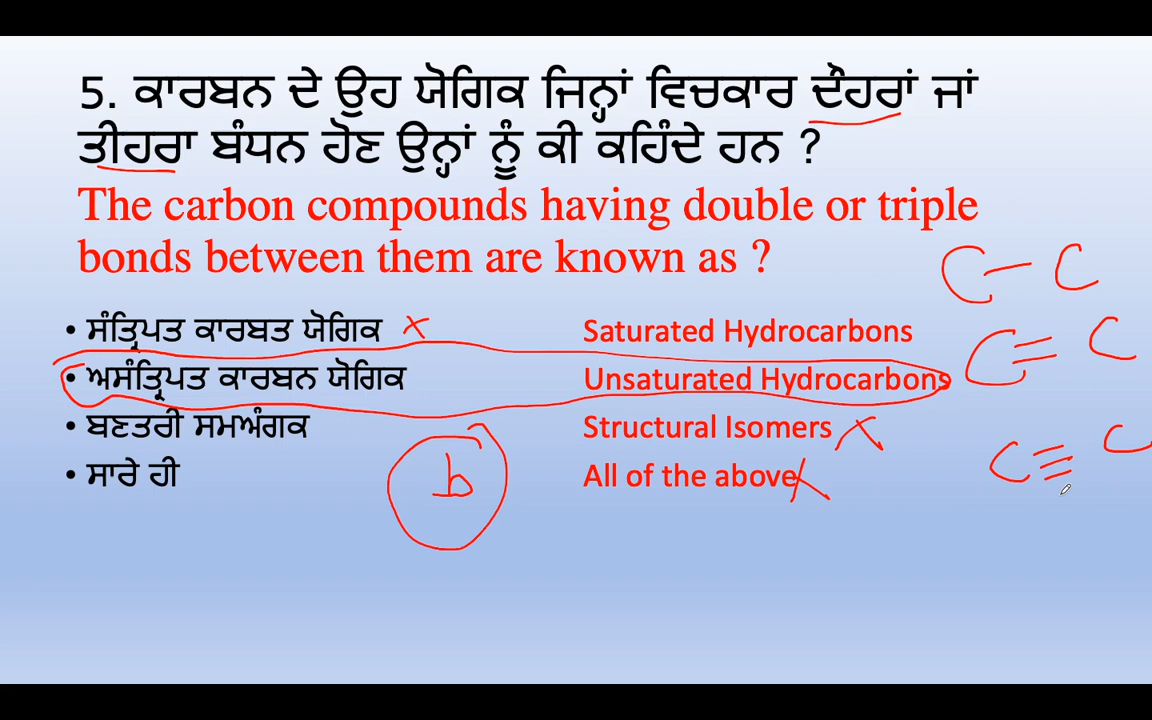 5. ਕਾਰਬਨ ਦੇ ਉਹ ਯੋਗਿਕ ਜਿਨ੍ਹਾਂ ਵਿਚਕਾਰ ਦੌਹਰਾਂ ਜਾਂ
ਤੀਹਰਾ ਬੰਧਨ ਹੋਣ ਉਨ੍ਹਾਂ ਨੂੰ ਕੀ ਕਹਿੰਦੇ ਹਨ ?
The carbon compounds having double or triple
bonds between them are known as ?
C – C
• ਸੰਤ੍ਰਿਪਤ ਕਾਰਬਤ ਯੋਗਿਕ × Saturated Hydrocarbons
C = C
• ਅਸੰਤ੍ਰਿਪਤ ਕਾਰਬਨ ਯੋਗਿਕ Unsaturated Hydrocarbons
• ਬਣਤਰੀ ਸਮਅੰਗਕ Structural Isomers ×
C ≡ C
• ਸਾਰੇ ਹੀ b All of the above ×